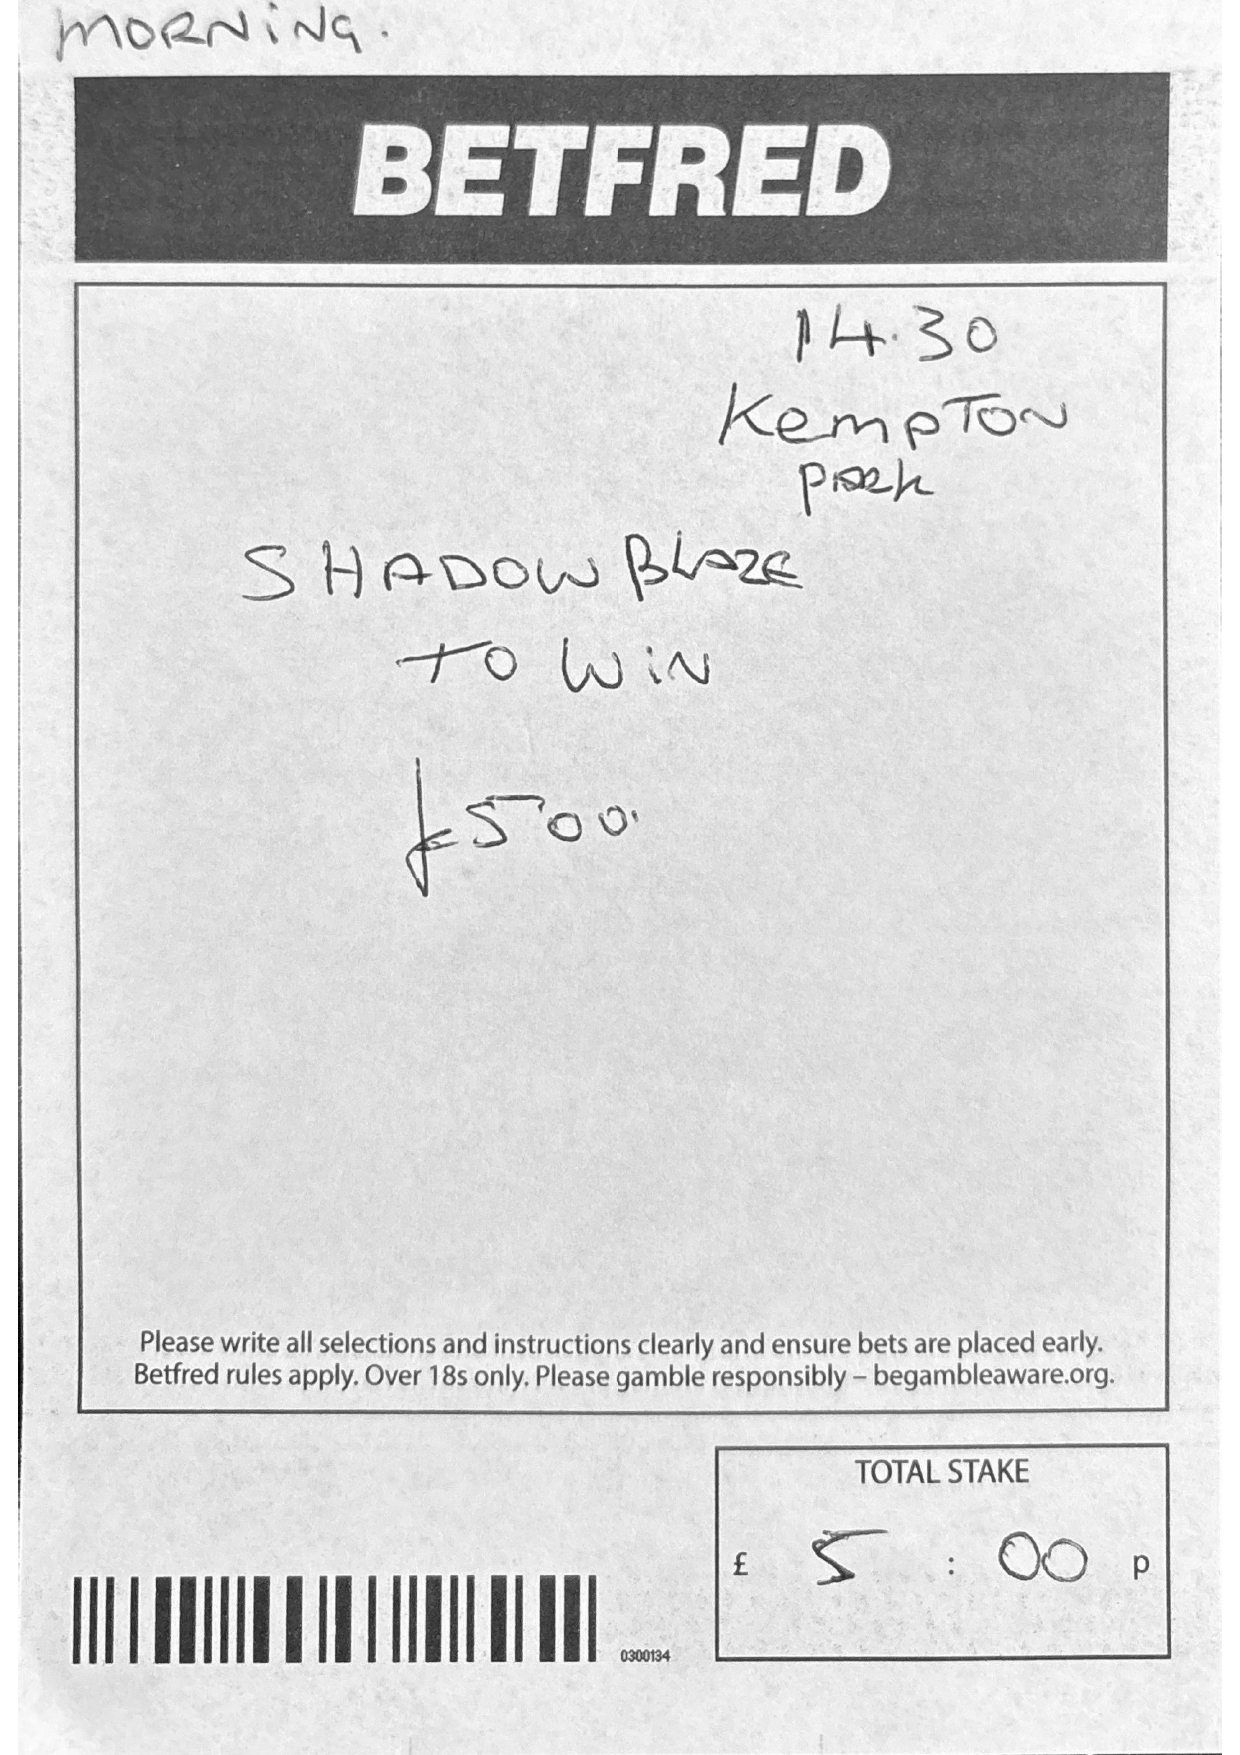 MORNING.
BETFRED
14.30
Kempton
park
SHADOW BLAZE
TO WIN
£500.
Please write all selections and instructions clearly and ensure bets are placed early.
Betfred rules apply. Over 18s only. Please gamble responsibly – begambleaware.org.
TOTAL STAKE
£ 5 : 00 p
0300134